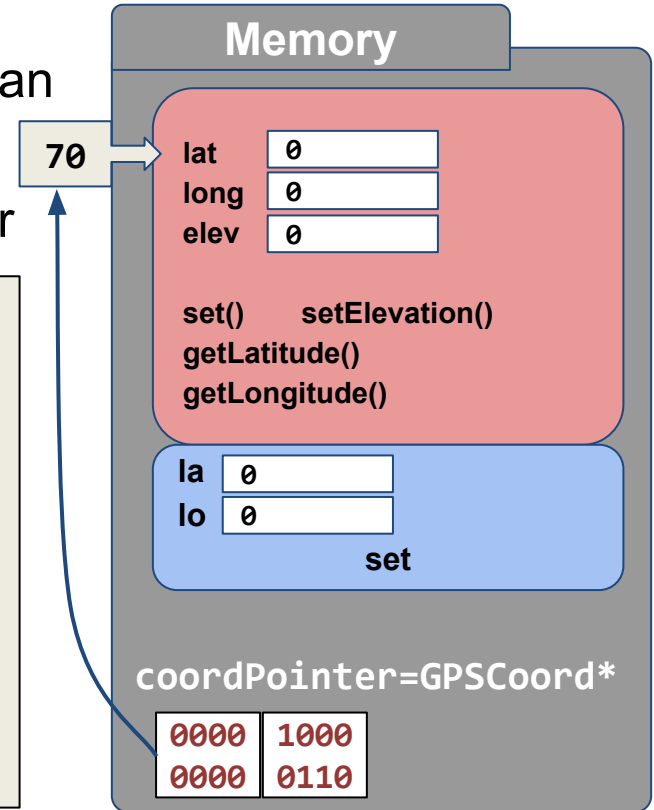 Memory
an
70
r
lat 0
long 0
elev 0
set() setElevation()
getLatitude()
getLongitude()
la 0
lo 0
set
coordPointer=GPSCoord*
0000 1000
0000 0110